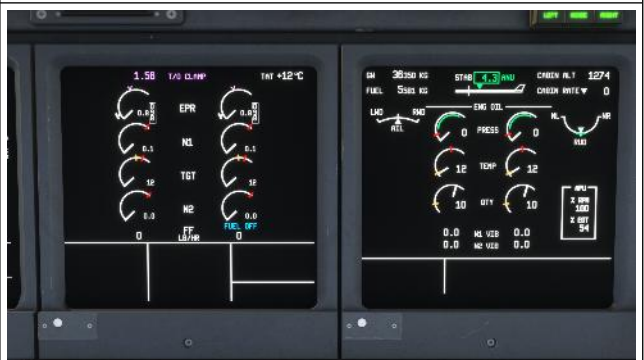 LEFT NOSE RIGHT
1.56 T/O CLAMP TAT +12°C
0.8 EPR 0.8
0.1 N1 0.1
12 TGT 12
0.0 N2 0.0
FUEL OFF
0 FF 0
LB/HR
GW 36350 KG STAB 4.3 ANU CABIN ALT 1274
FUEL 5581 KG CABIN RATE▼ 0
ENG OIL
LWD RWD
AIL
NL NR
RUD
0 PRESS 0
12 TEMP 12
10 QTY 10
0.0 N1 VIB 0.0
0.0 N2 VIB 0.0
APU
% RPM
100
% EGT
54